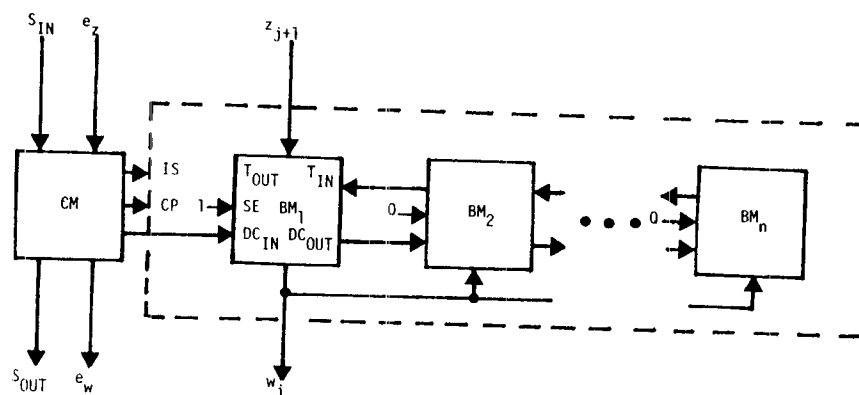 S_IN e_z z_{j+1}
CM
IS
CP
T_OUT T_IN
1 SE BM_1
DC_IN DC_OUT
0 BM_2
0 BM_n
S_OUT e_w w_j